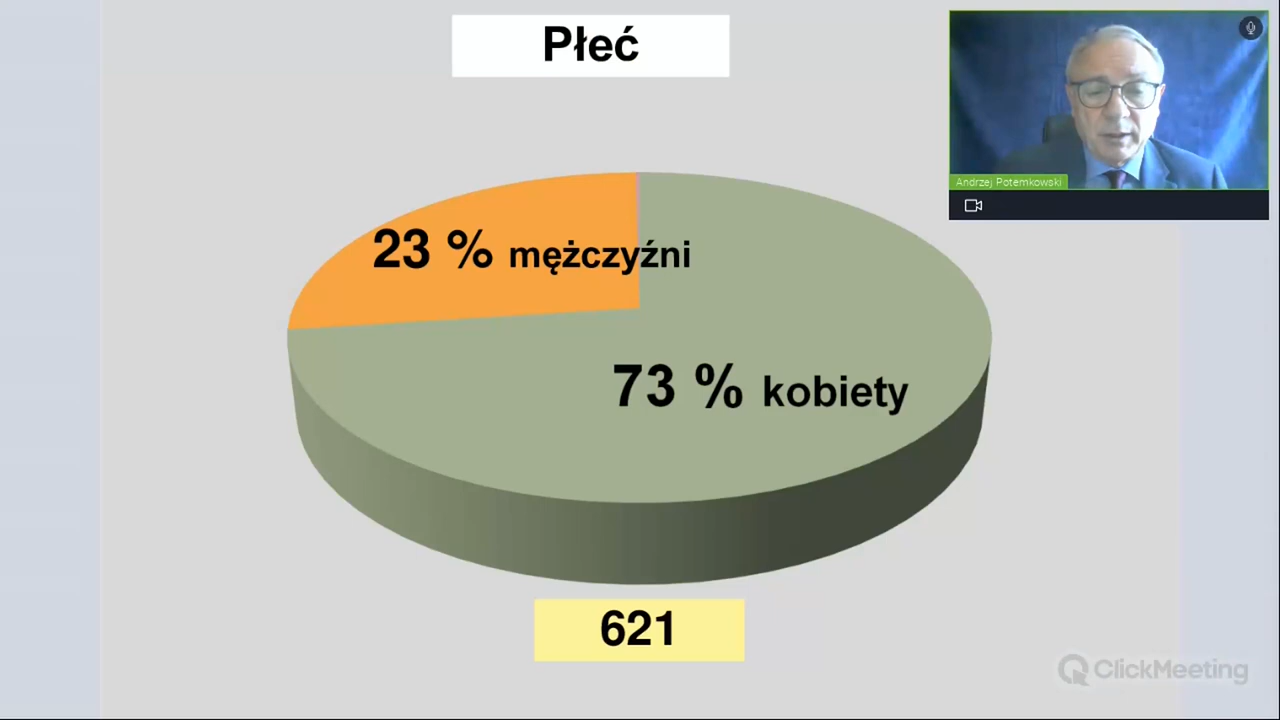 Płeć
Andrzej Potemkowski
23 % mężczyźni
73 % kobiety
621
ClickMeeting